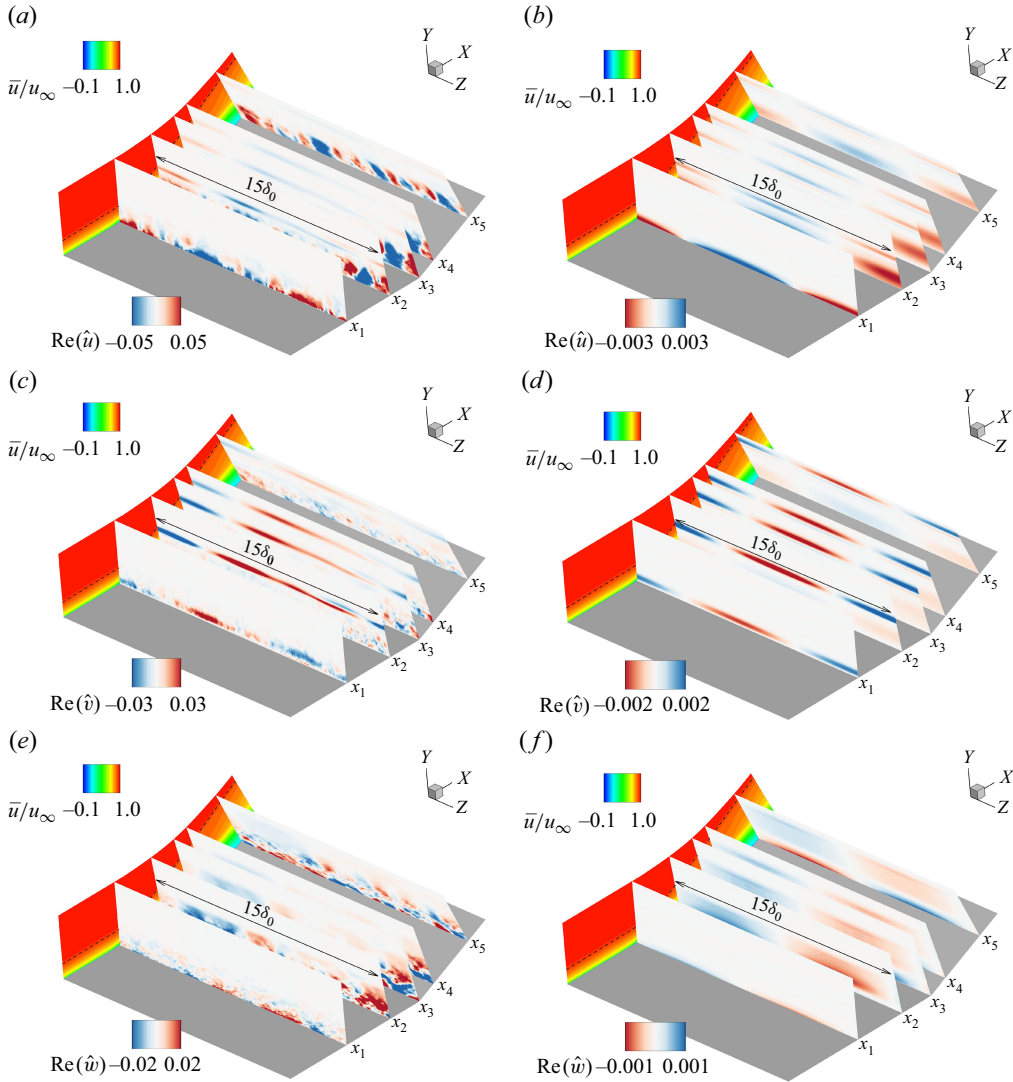 (a)
Y
X
Z
u̅/u∞ −0.1 1.0
15δ0
x5
x4
x3
x2
x1
Re(û) −0.05 0.05
(b)
Y
X
Z
u̅/u∞ −0.1 1.0
15δ0
x5
x4
x3
x2
x1
Re(û) −0.003 0.003
(c)
Y
X
Z
u̅/u∞ −0.1 1.0
15δ0
x5
x4
x3
x2
x1
Re(v̂) −0.03 0.03
(d)
Y
X
Z
u̅/u∞ −0.1 1.0
15δ0
x5
x4
x3
x2
x1
Re(v̂) −0.002 0.002
(e)
Y
X
Z
u̅/u∞ −0.1 1.0
15δ0
x5
x4
x3
x2
x1
Re(ŵ) −0.02 0.02
(f)
Y
X
Z
u̅/u∞ −0.1 1.0
15δ0
x5
x4
x3
x2
x1
Re(ŵ) −0.001 0.001